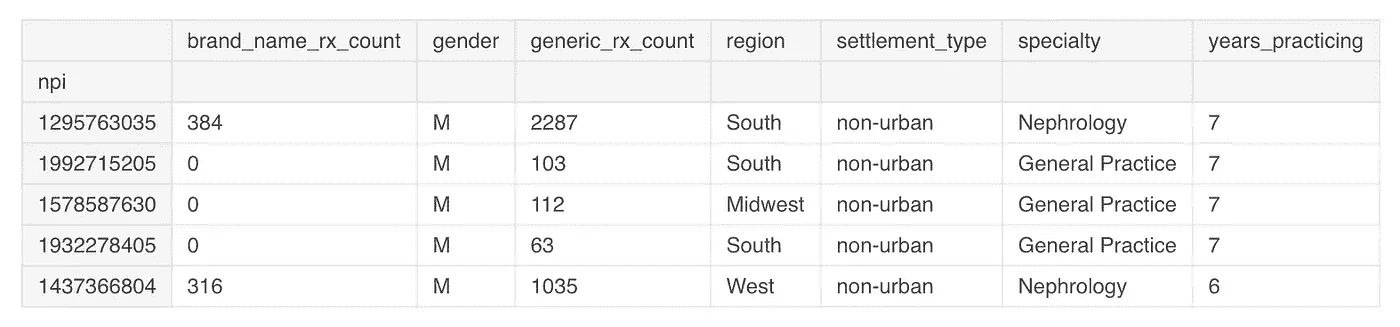 brand_name_rx_count gender generic_rx_count region settlement_type specialty years_practicing
npi
1295763035 384 M 2287 South non-urban Nephrology 7
1992715205 0 M 103 South non-urban General Practice 7
1578587630 0 M 112 Midwest non-urban General Practice 7
1932278405 0 M 63 South non-urban General Practice 7
1437366804 316 M 1035 West non-urban Nephrology 6